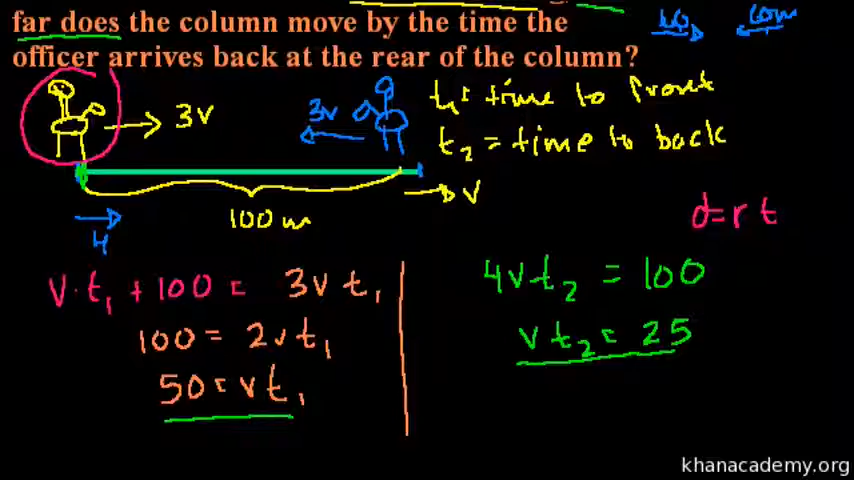 far does the column move by the time the
officer arrives back at the rear of the column?
3v
3v
t₁ = time to front
t₂ = time to back
v
100 m
d = r t
v · t₁ + 100 = 3v t₁
100 = 2v t₁
50 = v t₁
4v t₂ = 100
v t₂ = 25
khanacademy.org